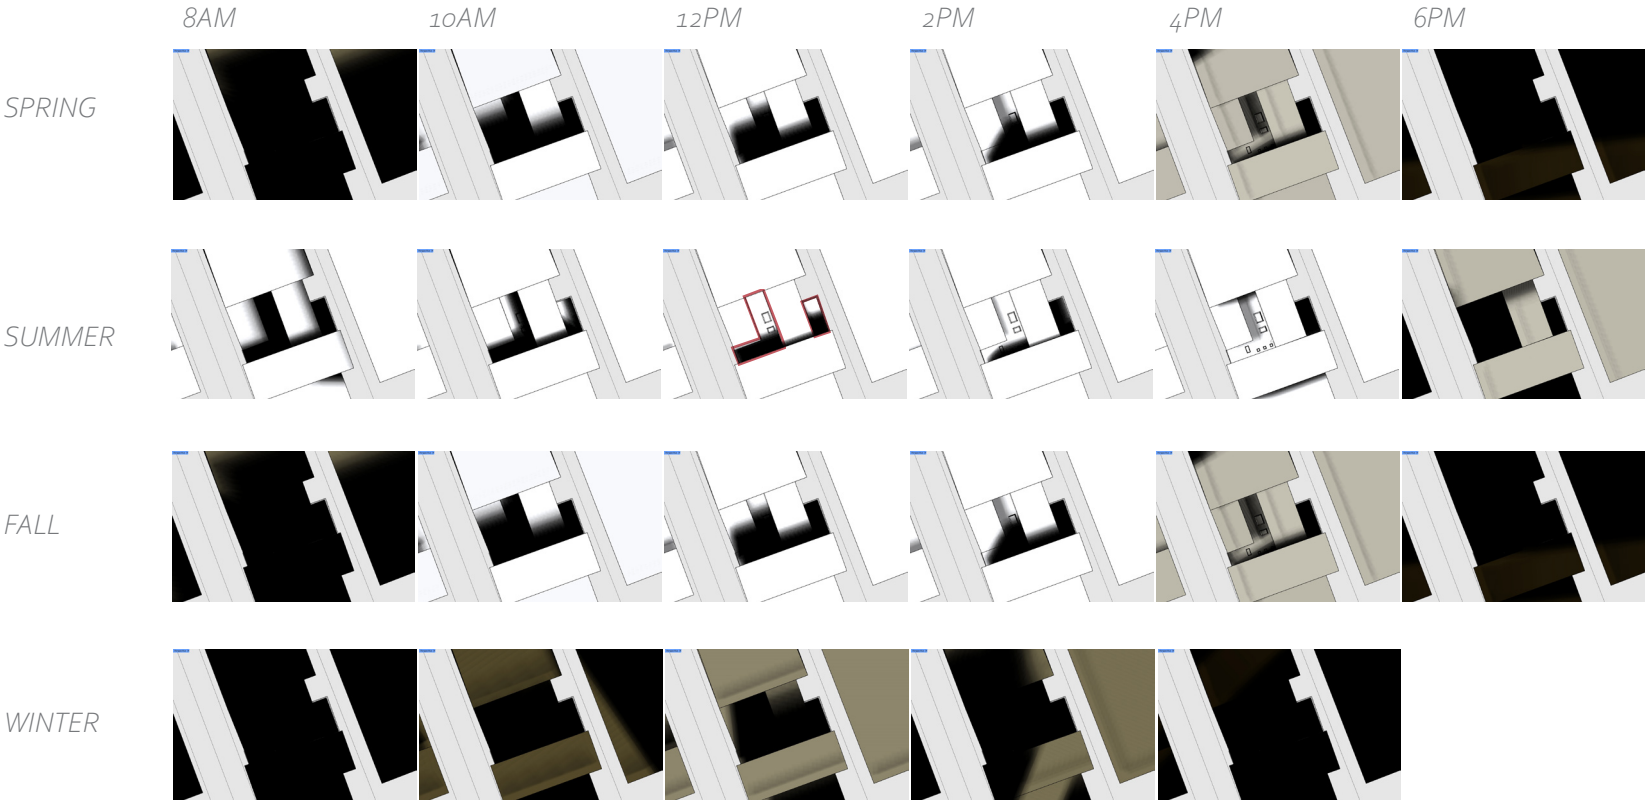 8AM 10AM 12PM 2PM 4PM 6PM
SPRING
SUMMER
FALL
WINTER